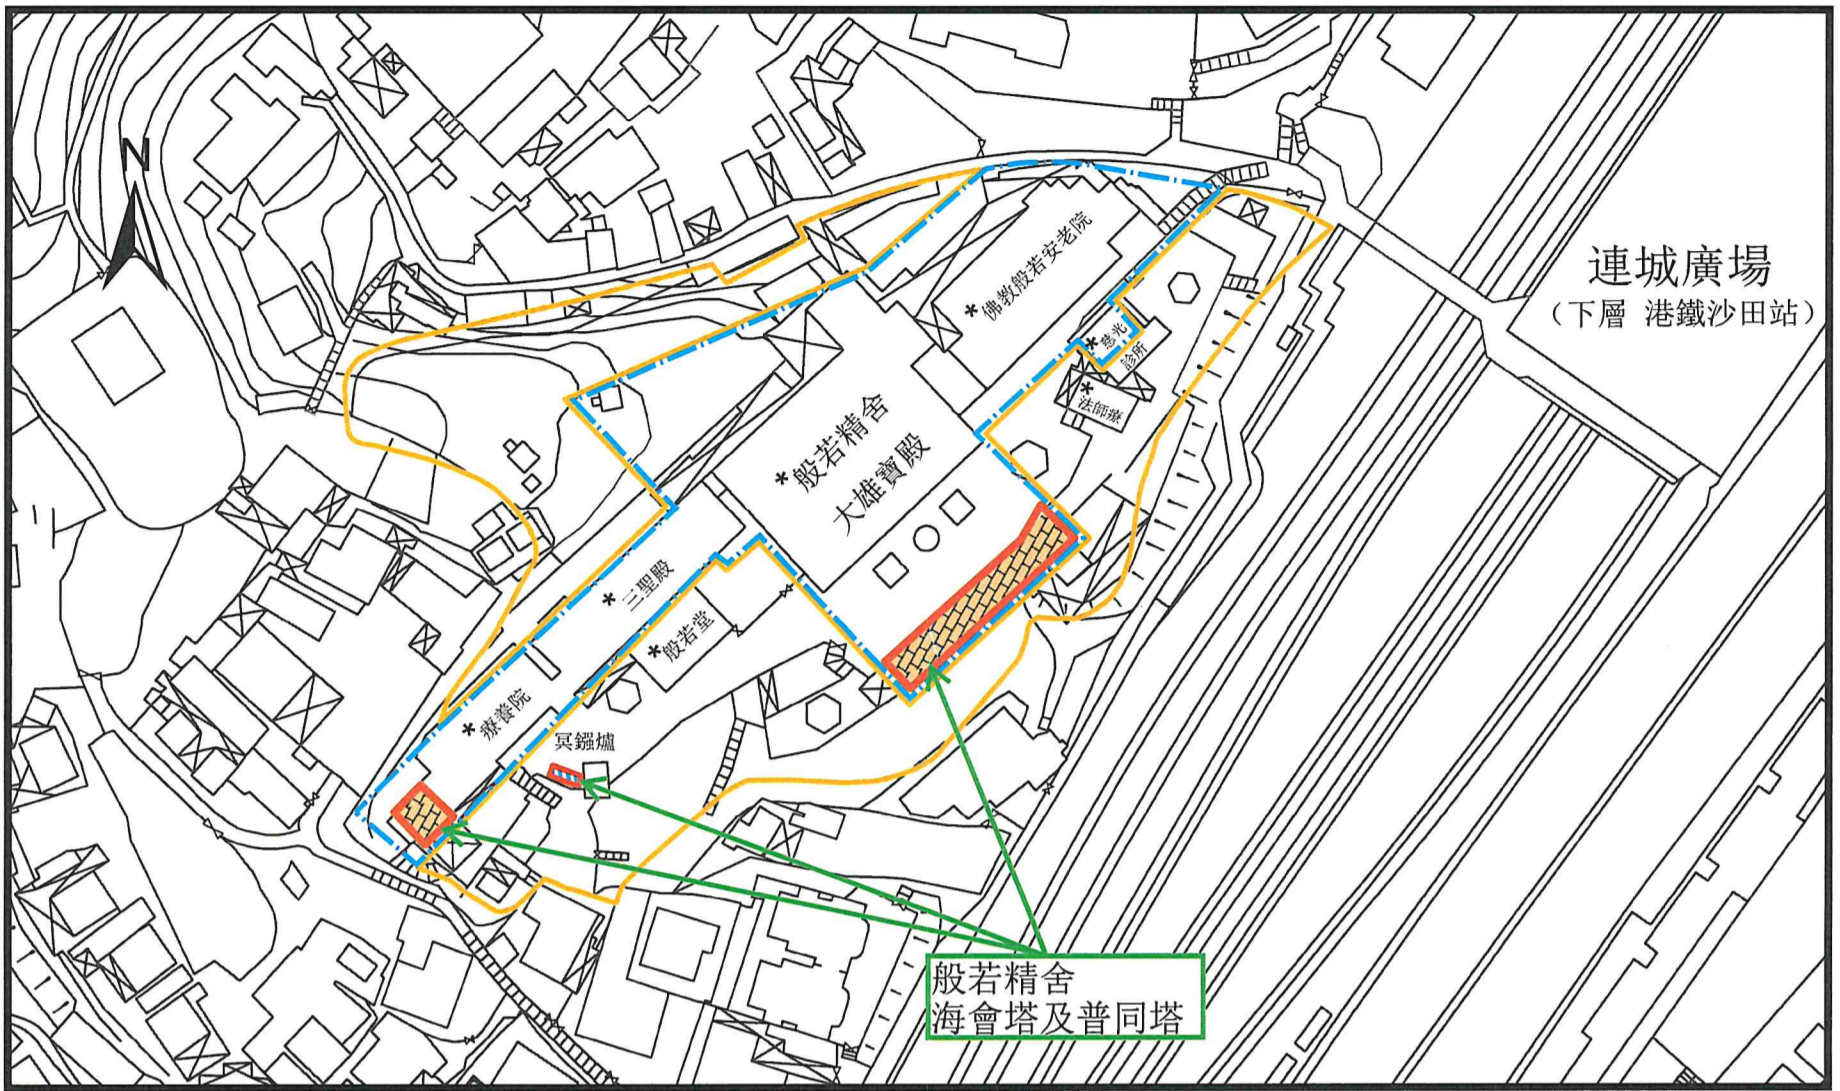 N
連城廣場
（下層 港鐵沙田站）
*佛教般若安老院
*慈光
診所
*
法師寮
*般若精舍
大雄寶殿
*三聖殿
*般若堂
*療養院
冥鏹爐
般若精舍
海會塔及普同塔